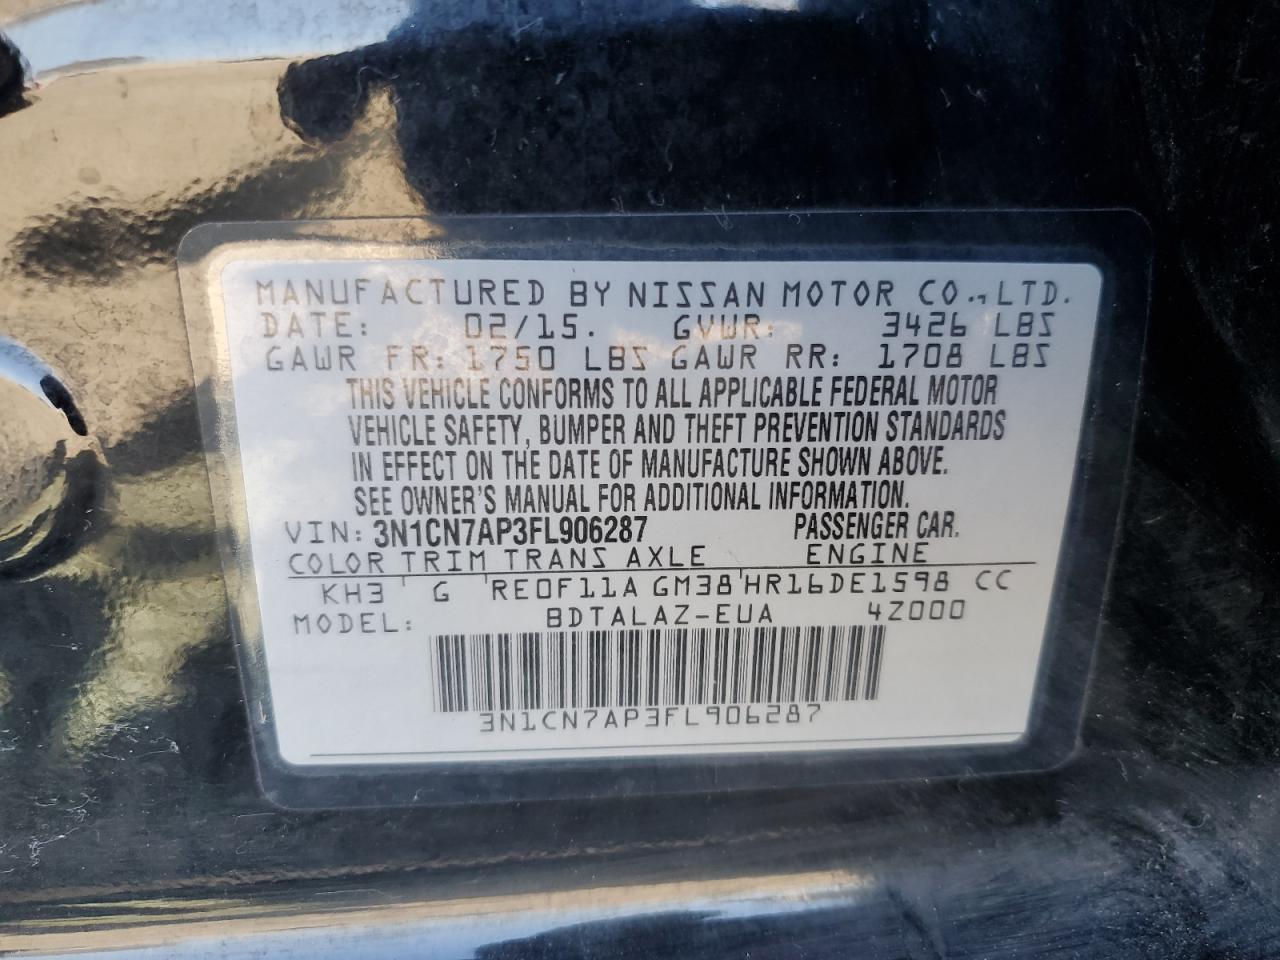 MANUFACTURED BY NISSAN MOTOR CO., LTD.
DATE: 02/15. GVWR: 3426 LBS
GAWR FR: 1750 LBS GAWR RR: 1708 LBS
THIS VEHICLE CONFORMS TO ALL APPLICABLE FEDERAL MOTOR
VEHICLE SAFETY, BUMPER AND THEFT PREVENTION STANDARDS
IN EFFECT ON THE DATE OF MANUFACTURE SHOWN ABOVE.
SEE OWNER'S MANUAL FOR ADDITIONAL INFORMATION.
VIN: 3N1CN7AP3FL906287 PASSENGER CAR.
COLOR TRIM TRANS AXLE ENGINE
KH3 G RE0F11A GM38 HR16DE1598 CC
MODEL: BDTALAZ-EUA 4Z000
3N1CN7AP3FL906287